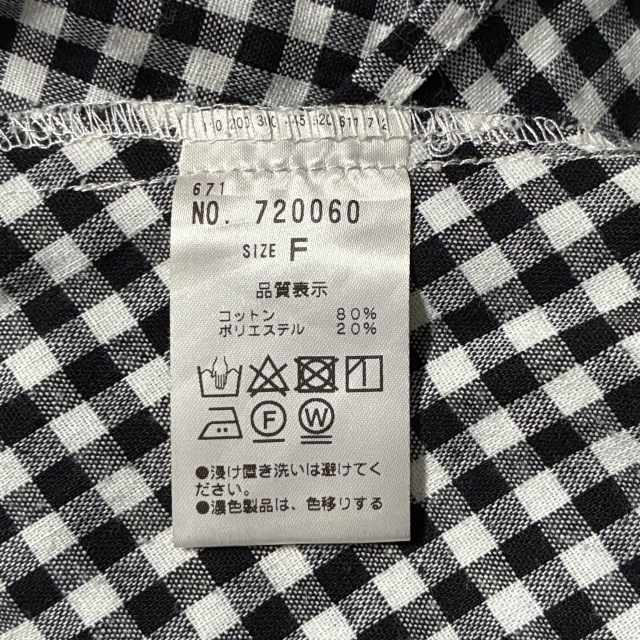 671
NO. 720060
SIZE F
品質表示
コットン 80%
ポリエステル 20%
F W
●浸け置き洗いは避けてく
ださい。
●濃色製品は、色移りする